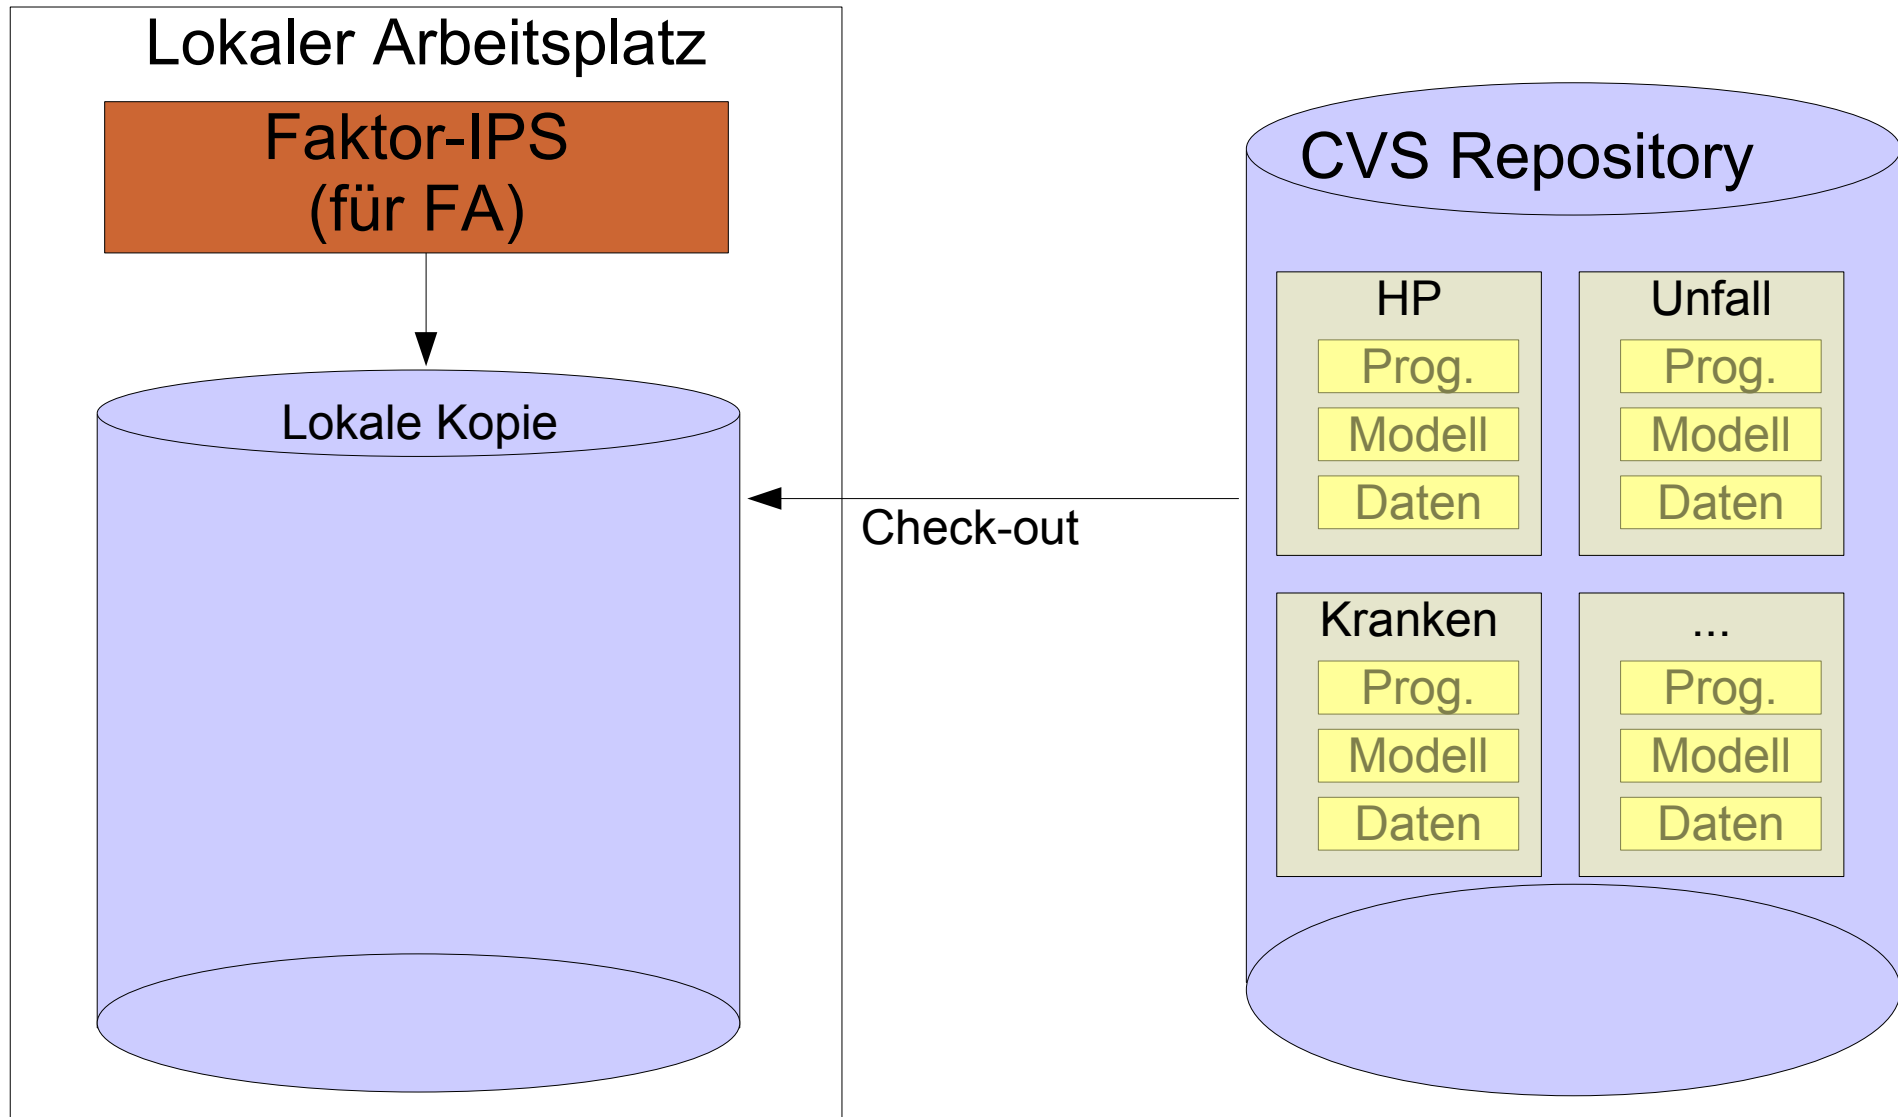 Lokaler Arbeitsplatz
Faktor-IPS
(für FA)
Lokale Kopie
Check-out
CVS Repository
HP
Prog.
Modell
Daten
Unfall
Prog.
Modell
Daten
Kranken
Prog.
Modell
Daten
...
Prog.
Modell
Daten